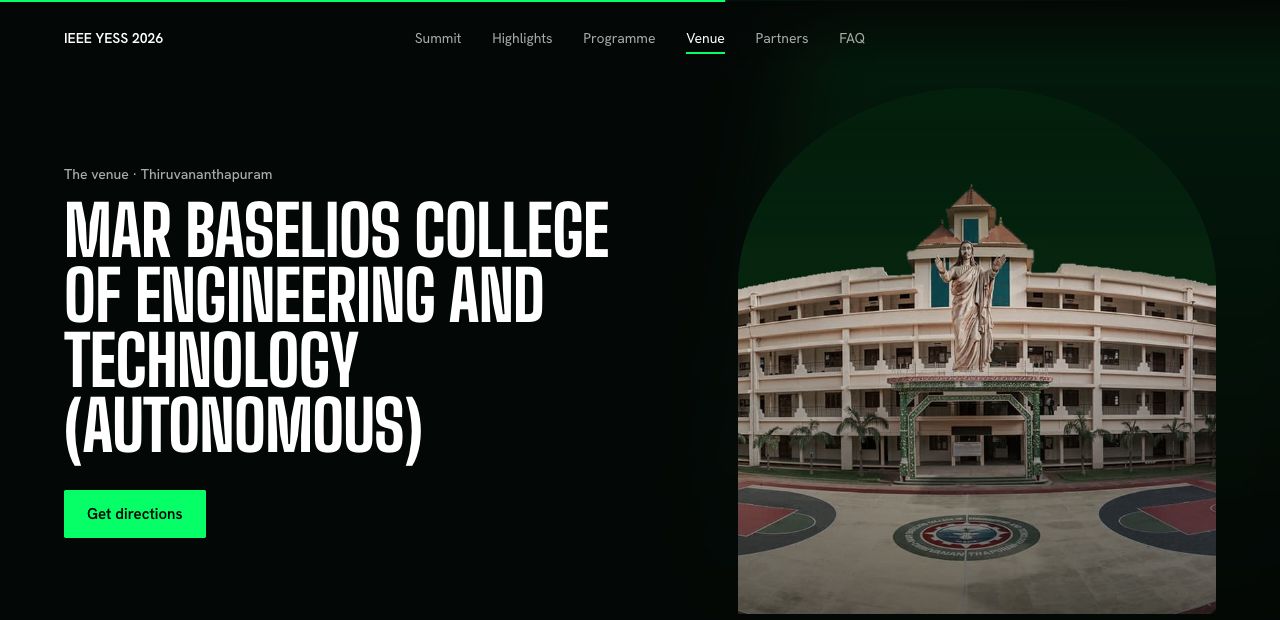 IEEE YESS 2026
Summit Highlights Programme Venue Partners FAQ
The venue · Thiruvananthapuram
MAR BASELIOS COLLEGE
OF ENGINEERING AND
TECHNOLOGY
(AUTONOMOUS)
Get directions